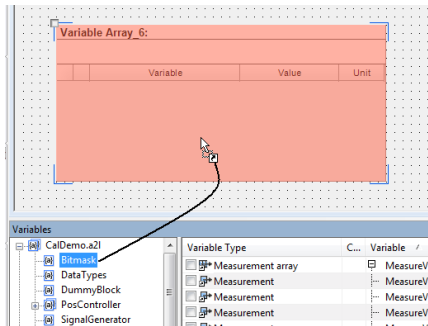 Variable Array_6:
Variable Value Unit
Variables
CalDemo.a2l
Bitmask
DataTypes
DummyBlock
PosController
SignalGenerator
Variable Type C... Variable
Measurement array MeasureV
Measurement MeasureV
Measurement MeasureV
Measurement MeasureV